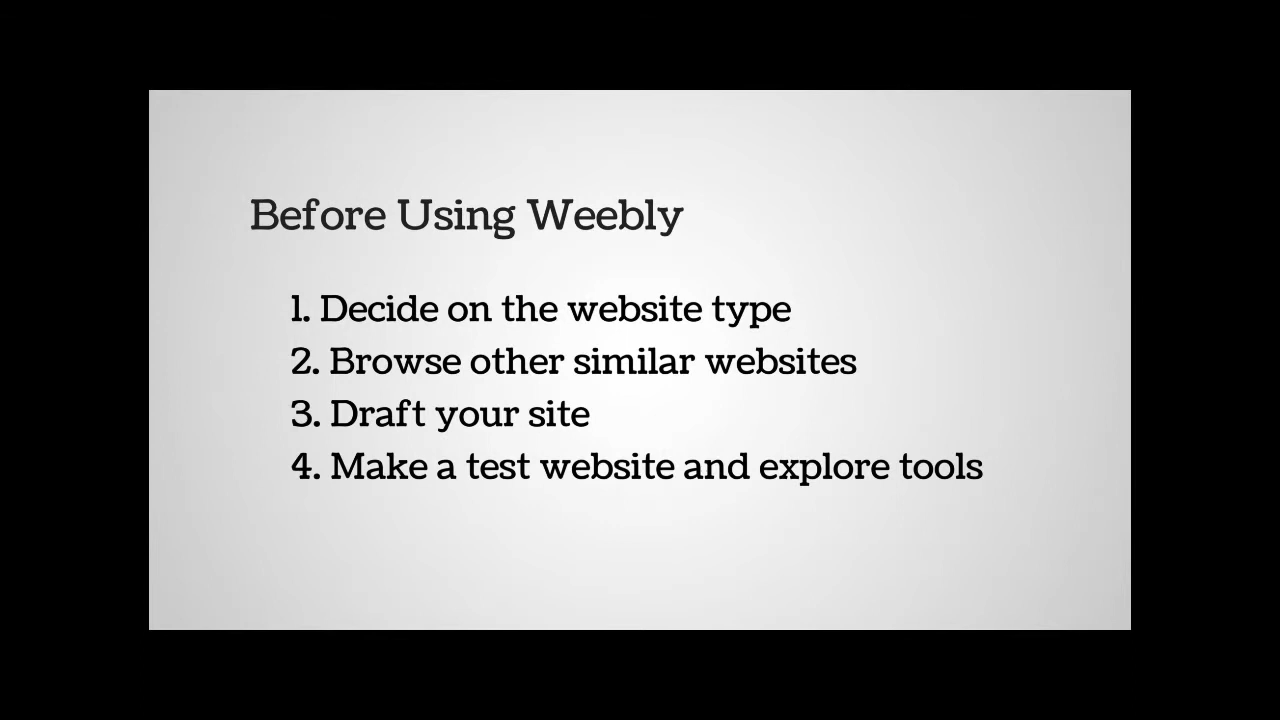 Before Using Weebly
1. Decide on the website type
2. Browse other similar websites
3. Draft your site
4. Make a test website and explore tools